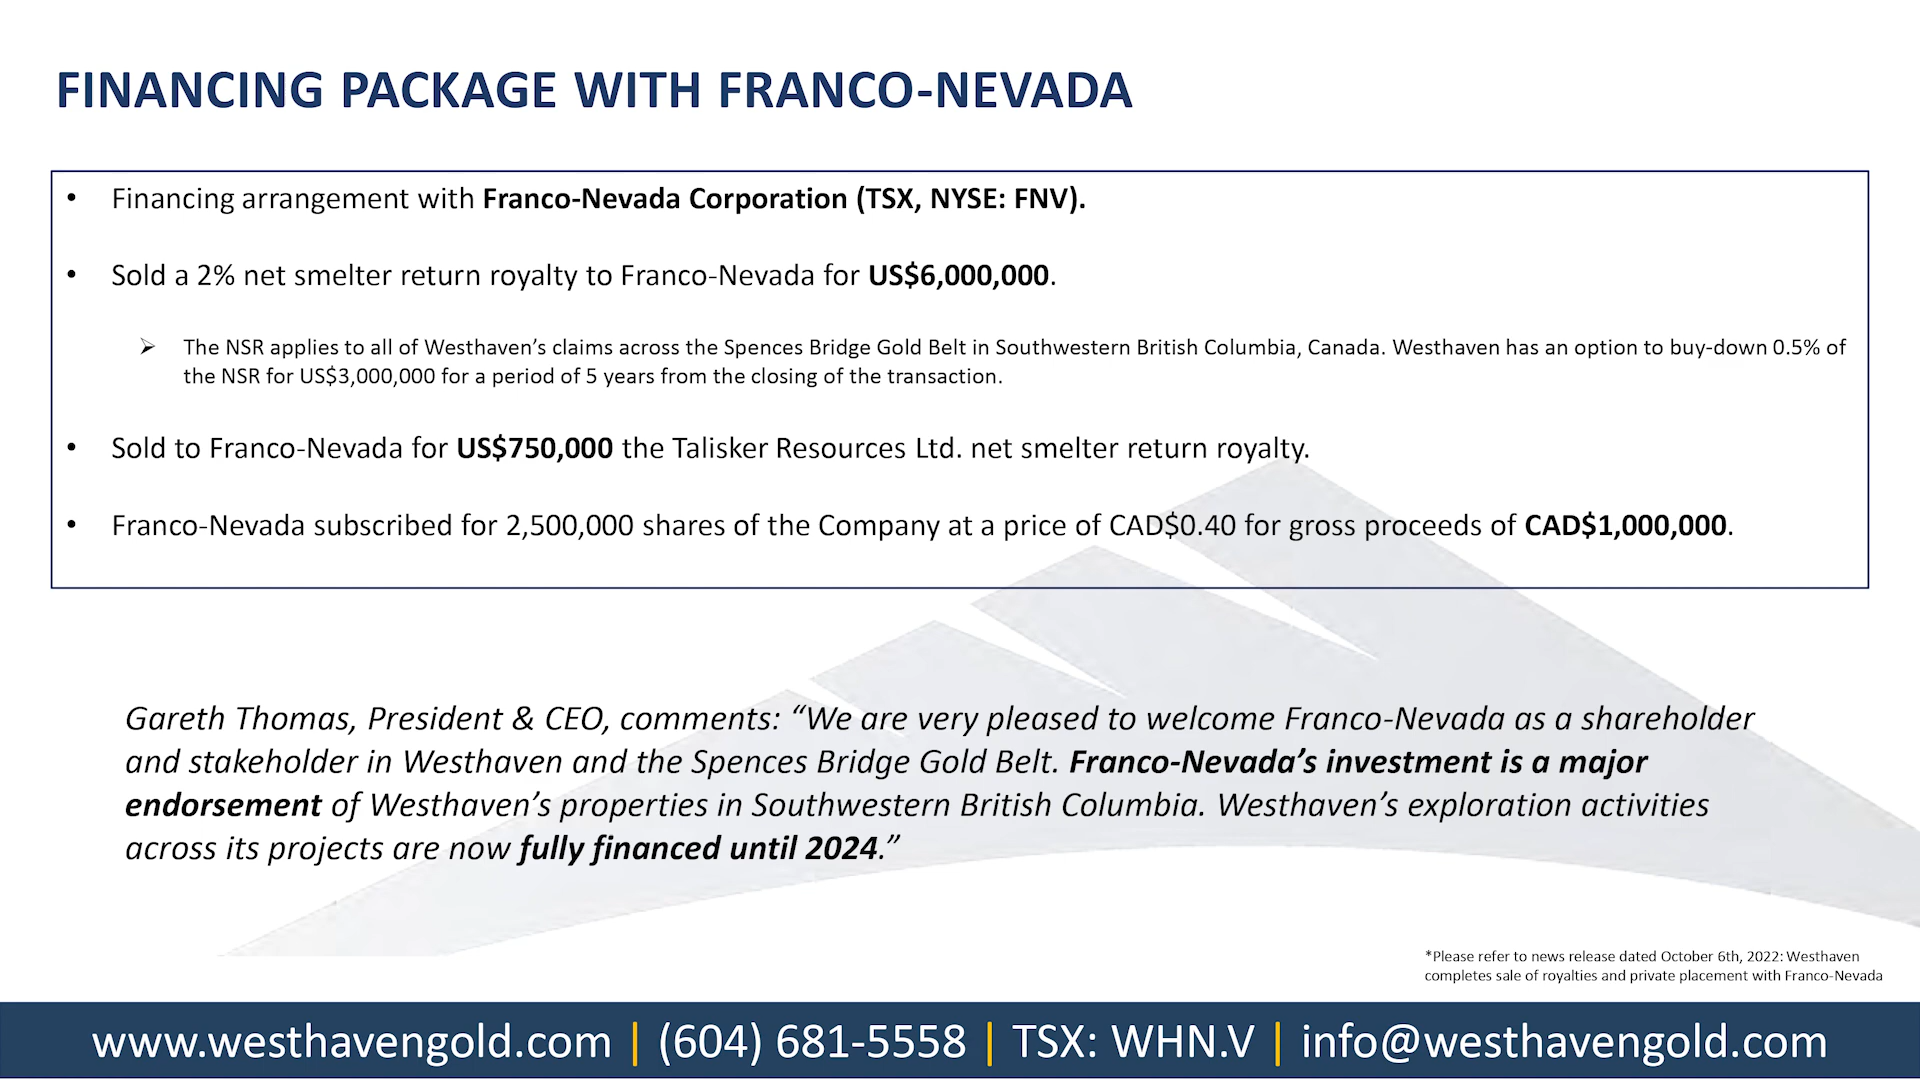 FINANCING PACKAGE WITH FRANCO-NEVADA
• Financing arrangement with Franco-Nevada Corporation (TSX, NYSE: FNV).
• Sold a 2% net smelter return royalty to Franco-Nevada for US$6,000,000.
➢ The NSR applies to all of Westhaven’s claims across the Spences Bridge Gold Belt in Southwestern British Columbia, Canada. Westhaven has an option to buy-down 0.5% of
the NSR for US$3,000,000 for a period of 5 years from the closing of the transaction.
• Sold to Franco-Nevada for US$750,000 the Talisker Resources Ltd. net smelter return royalty.
• Franco-Nevada subscribed for 2,500,000 shares of the Company at a price of CAD$0.40 for gross proceeds of CAD$1,000,000.
Gareth Thomas, President & CEO, comments: “We are very pleased to welcome Franco-Nevada as a shareholder
and stakeholder in Westhaven and the Spences Bridge Gold Belt. Franco-Nevada’s investment is a major
endorsement of Westhaven’s properties in Southwestern British Columbia. Westhaven’s exploration activities
across its projects are now fully financed until 2024.”
*Please refer to news release dated October 6th, 2022: Westhaven
completes sale of royalties and private placement with Franco-Nevada
www.westhavengold.com | (604) 681-5558 | TSX: WHN.V | info@westhavengold.com